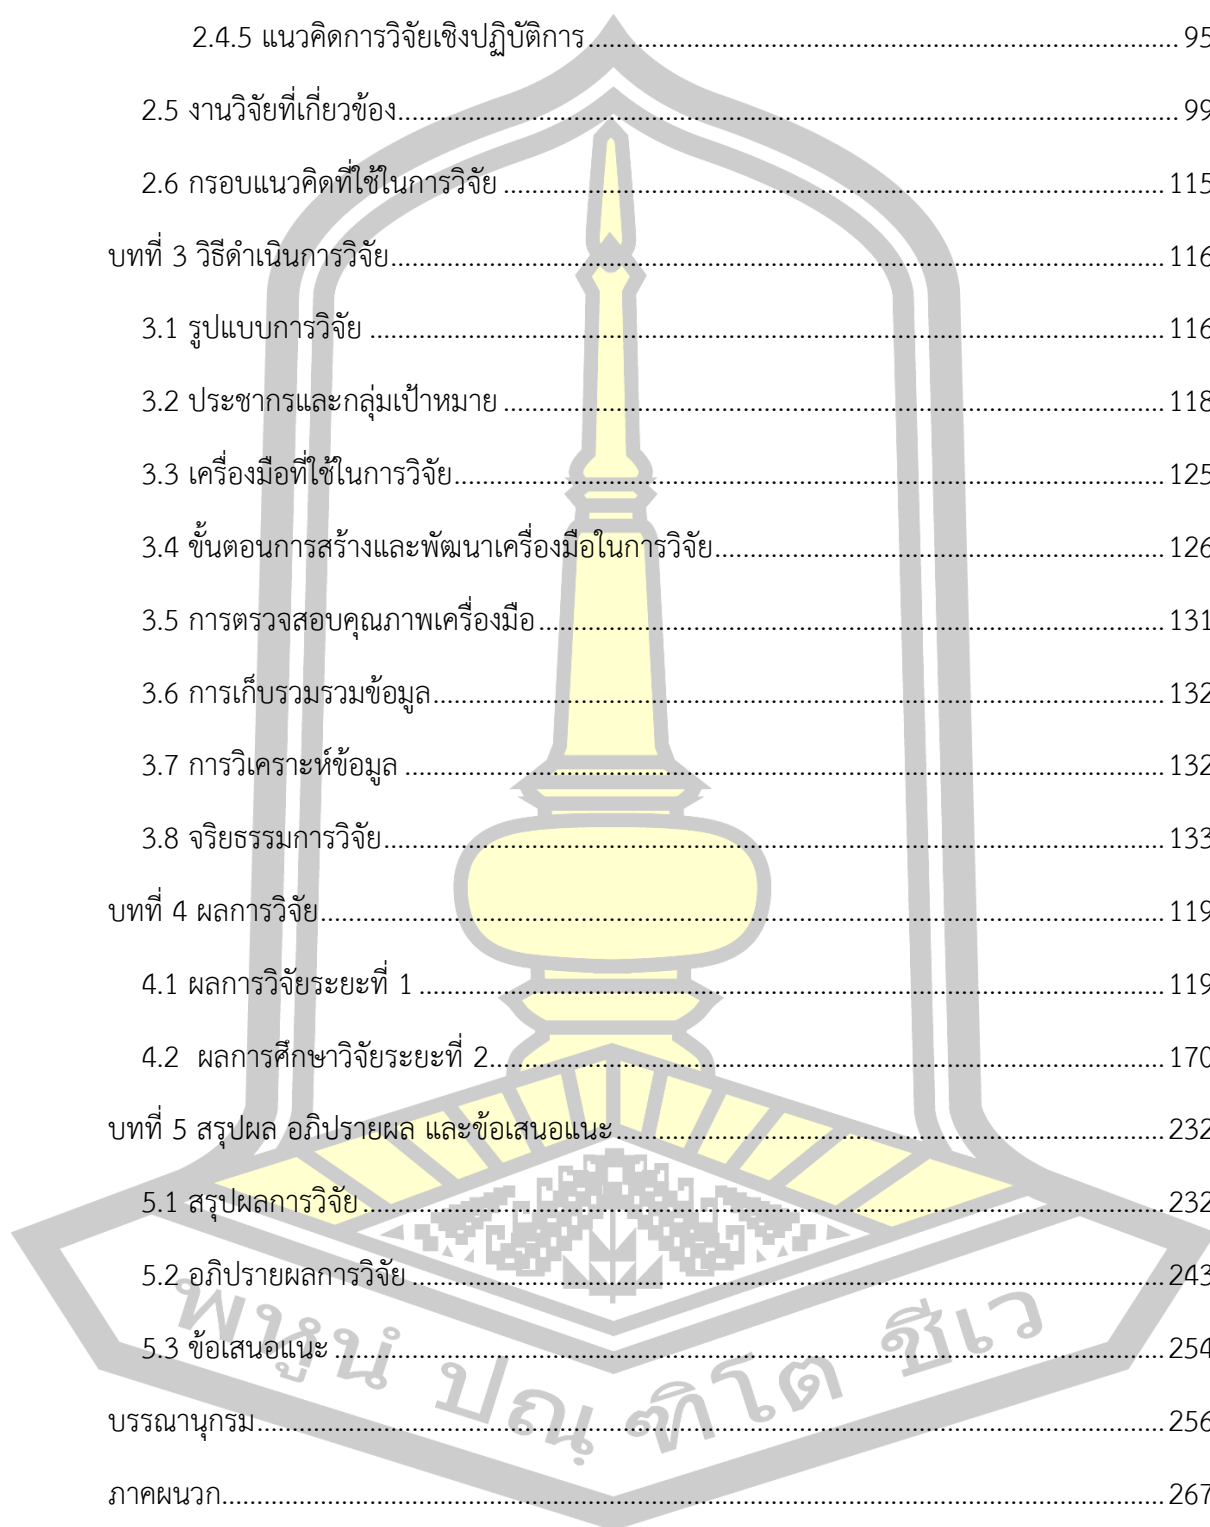 2.4.5 แนวคิดการวิจัยเชิงปฏิบัติการ 95
2.5 งานวิจัยที่เกี่ยวข้อง 99
2.6 กรอบแนวคิดที่ใช้ในการวิจัย 115
บทที่ 3 วิธีดำเนินการวิจัย 116
3.1 รูปแบบการวิจัย 116
3.2 ประชากรและกลุ่มเป้าหมาย 118
3.3 เครื่องมือที่ใช้ในการวิจัย 125
3.4 ขั้นตอนการสร้างและพัฒนาเครื่องมือในการวิจัย 126
3.5 การตรวจสอบคุณภาพเครื่องมือ 131
3.6 การเก็บรวมรวมข้อมูล 132
3.7 การวิเคราะห์ข้อมูล 132
3.8 จริยธรรมการวิจัย 133
บทที่ 4 ผลการวิจัย 119
4.1 ผลการวิจัยระยะที่ 1 119
4.2 ผลการศึกษาวิจัยระยะที่ 2 170
บทที่ 5 สรุปผล อภิปรายผล และข้อเสนอแนะ 232
5.1 สรุปผลการวิจัย 232
5.2 อภิปรายผลการวิจัย 243
5.3 ข้อเสนอแนะ 254
บรรณานุกรม 256
ภาคผนวก 267
พหูนํ ปณฺฑิโต ชีเว